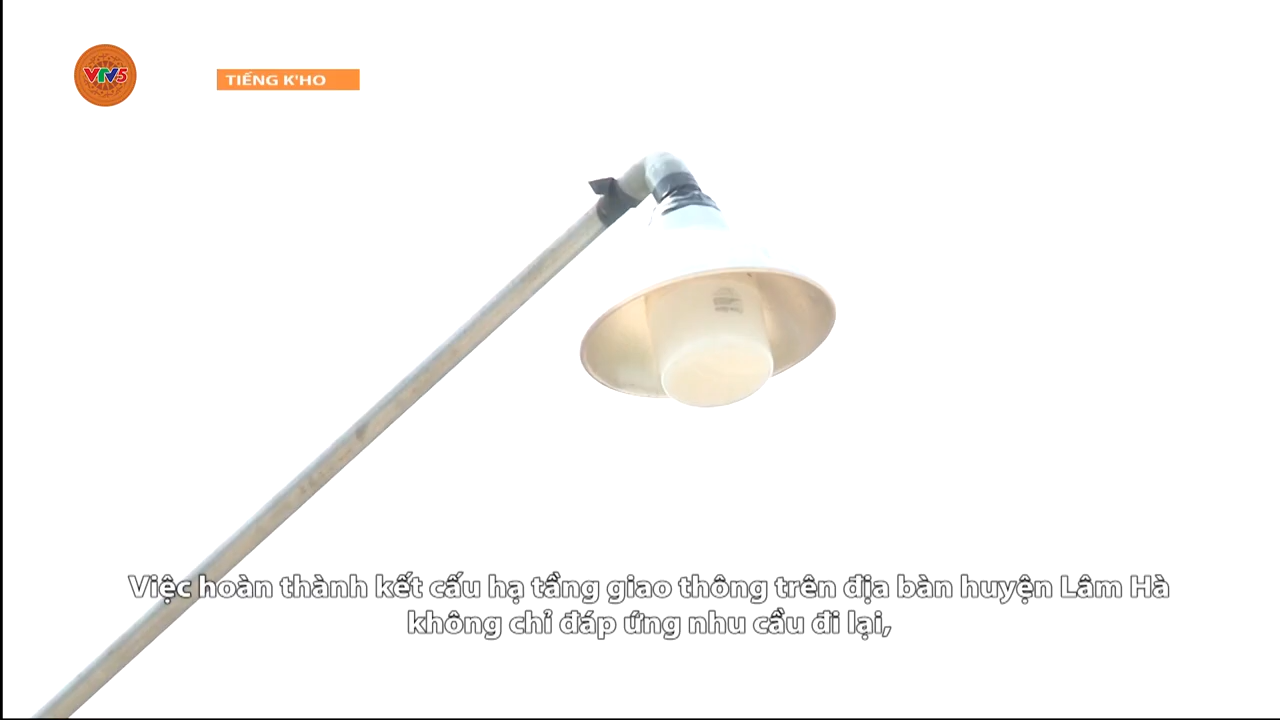 VTV5
TIẾNG K'HO
Việc hoàn thành kết cấu hạ tầng giao thông trên địa bàn huyện Lâm Hà
không chỉ đáp ứng nhu cầu đi lại,